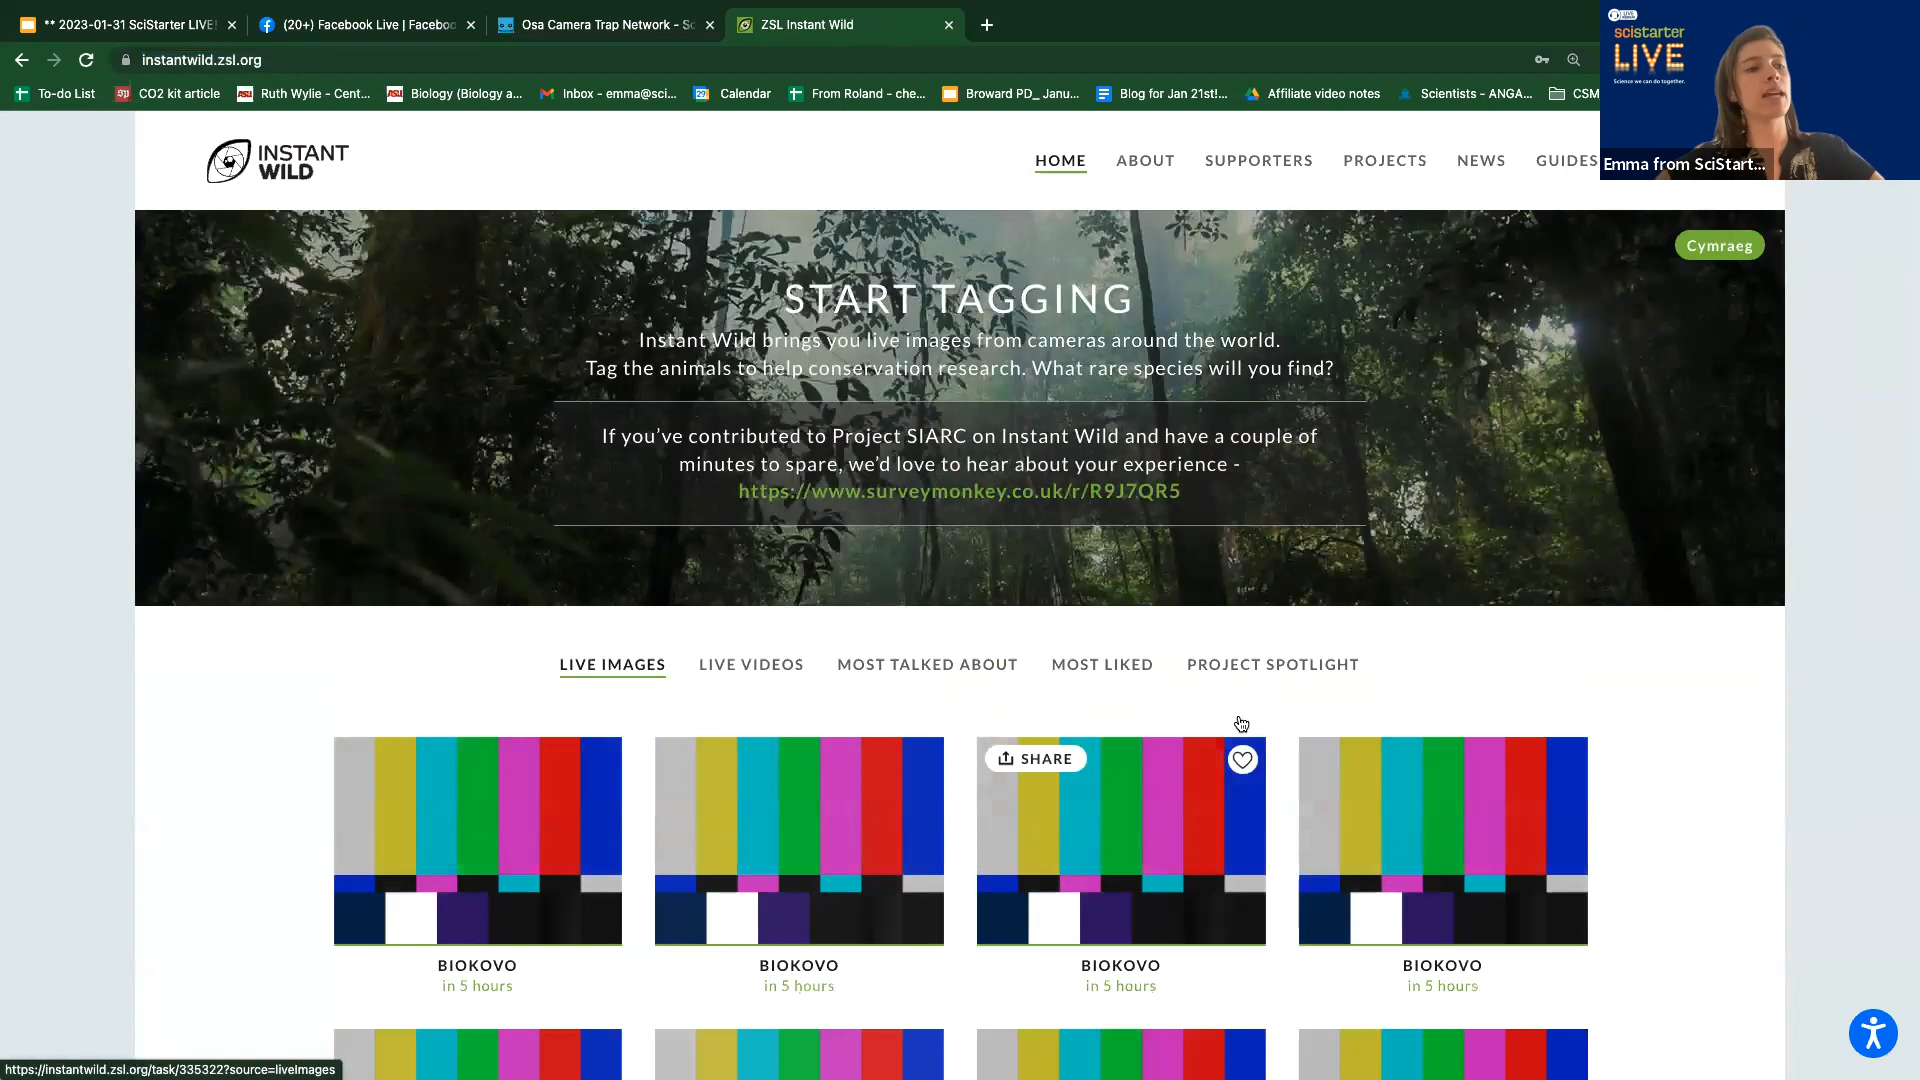 ** 2023-01-31 SciStarter LIVE!
(20+) Facebook Live | Facebo
Osa Camera Trap Network - Sc
ZSL Instant Wild
instantwild.zsl.org
To-do List
CO2 kit article
Ruth Wylie - Cent...
Biology (Biology a...
Inbox - emma@sci...
Calendar
From Roland - che...
Broward PD_ Janu...
Blog for Jan 21st!...
Affiliate video notes
Scientists - ANGA...
CSM
LIVE
scistarter
LIVE
Science we can do together.
Emma from SciStart...
INSTANT
WILD
HOME
ABOUT
SUPPORTERS
PROJECTS
NEWS
GUIDES
Cymraeg
START TAGGING
Instant Wild brings you live images from cameras around the world.
Tag the animals to help conservation research. What rare species will you find?
If you’ve contributed to Project SIARC on Instant Wild and have a couple of
minutes to spare, we’d love to hear about your experience -
https://www.surveymonkey.co.uk/r/R9J7QR5
LIVE IMAGES
LIVE VIDEOS
MOST TALKED ABOUT
MOST LIKED
PROJECT SPOTLIGHT
SHARE
BIOKOVO
in 5 hours
BIOKOVO
in 5 hours
BIOKOVO
in 5 hours
BIOKOVO
in 5 hours
https://instantwild.zsl.org/task/335322?source=liveImages